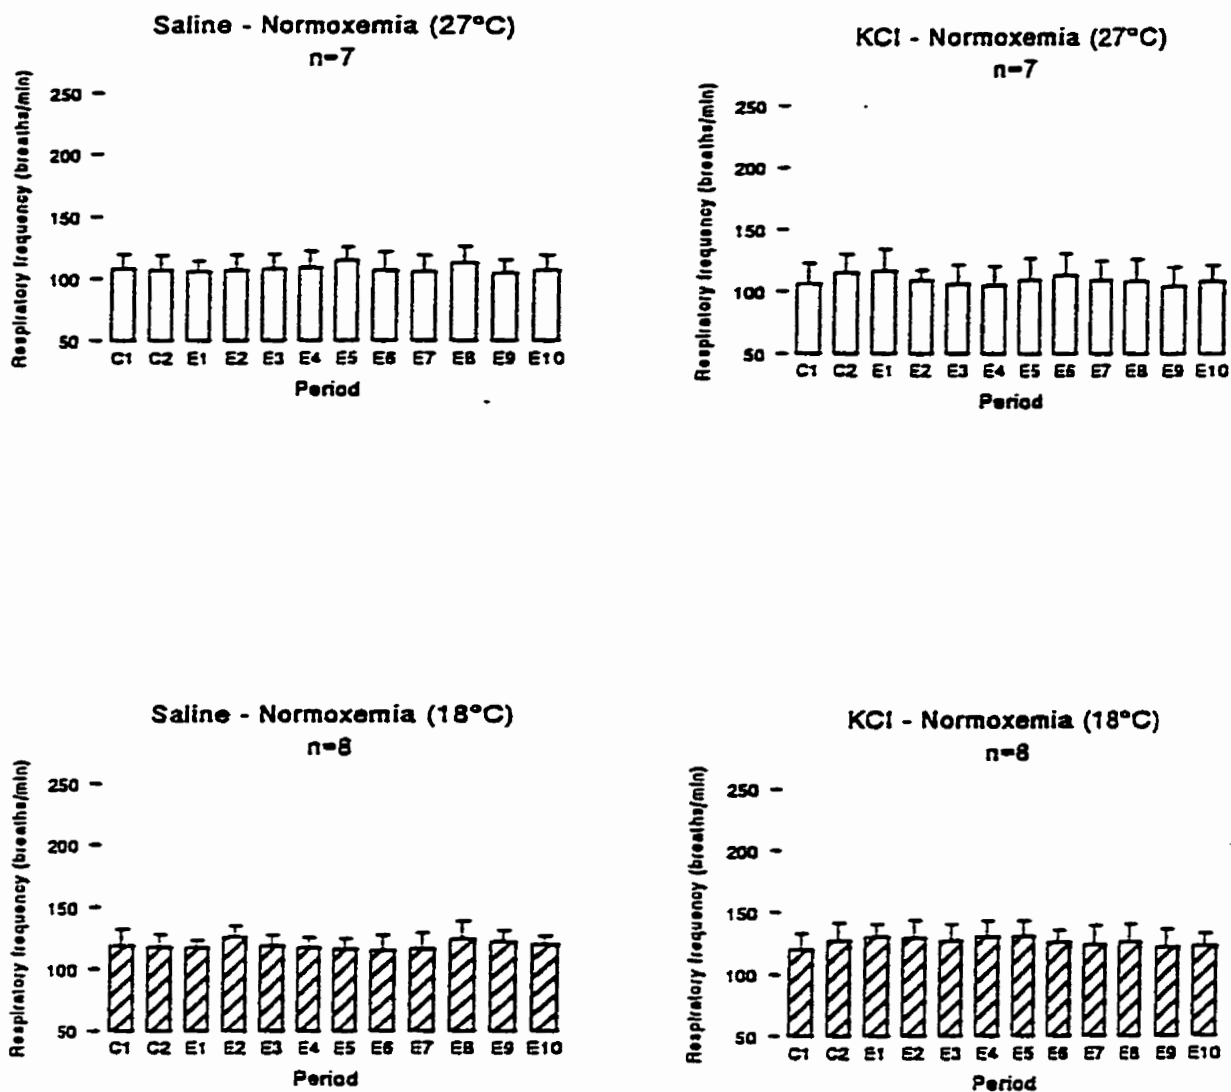 Saline - Normoxemia (27°C)
n=7
Respiratory frequency (breaths/min)
250
200
150
100
50
C1 C2 E1 E2 E3 E4 E5 E6 E7 E8 E9 E10
Period
KCl - Normoxemia (27°C)
n=7
Respiratory frequency (breaths/min)
250
200
150
100
50
C1 C2 E1 E2 E3 E4 E5 E6 E7 E8 E9 E10
Period
Saline - Normoxemia (18°C)
n=8
Respiratory frequency (breaths/min)
250
200
150
100
50
C1 C2 E1 E2 E3 E4 E5 E6 E7 E8 E9 E10
Period
KCl - Normoxemia (18°C)
n=8
Respiratory frequency (breaths/min)
250
200
150
100
50
C1 C2 E1 E2 E3 E4 E5 E6 E7 E8 E9 E10
Period